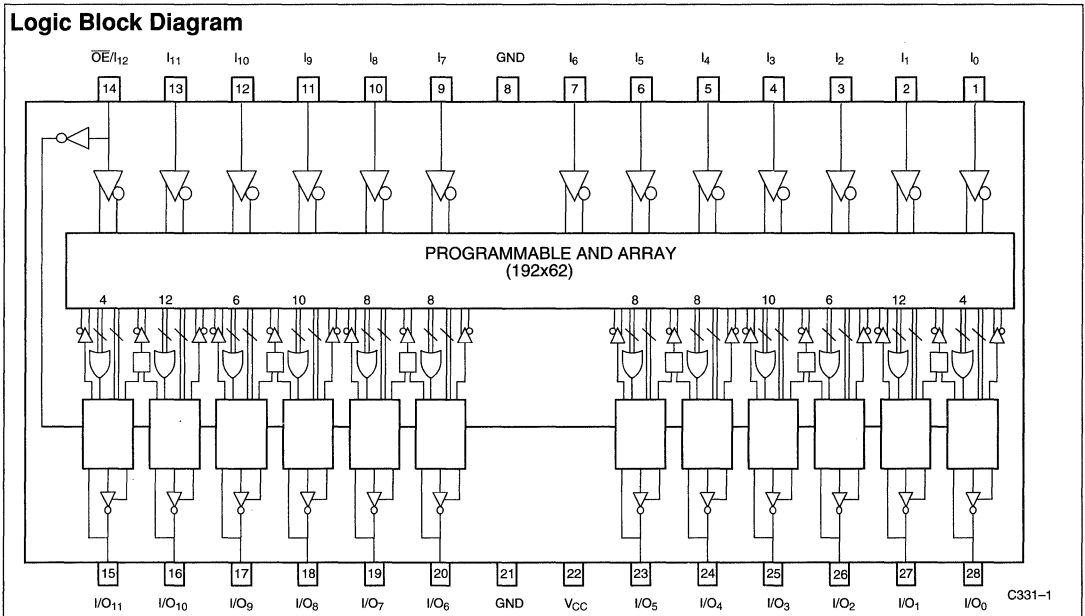 Logic Block Diagram
OE/I12 I11 I10 I9 I8 I7 GND I6 I5 I4 I3 I2 I1 I0
14 13 12 11 10 9 8 7 6 5 4 3 2 1
PROGRAMMABLE AND ARRAY
(192x62)
4 12 6 10 8 8 8 8 10 6 12 4
15 16 17 18 19 20 21 22 23 24 25 26 27 28
I/O11 I/O10 I/O9 I/O8 I/O7 I/O6 GND VCC I/O5 I/O4 I/O3 I/O2 I/O1 I/O0
C331–1